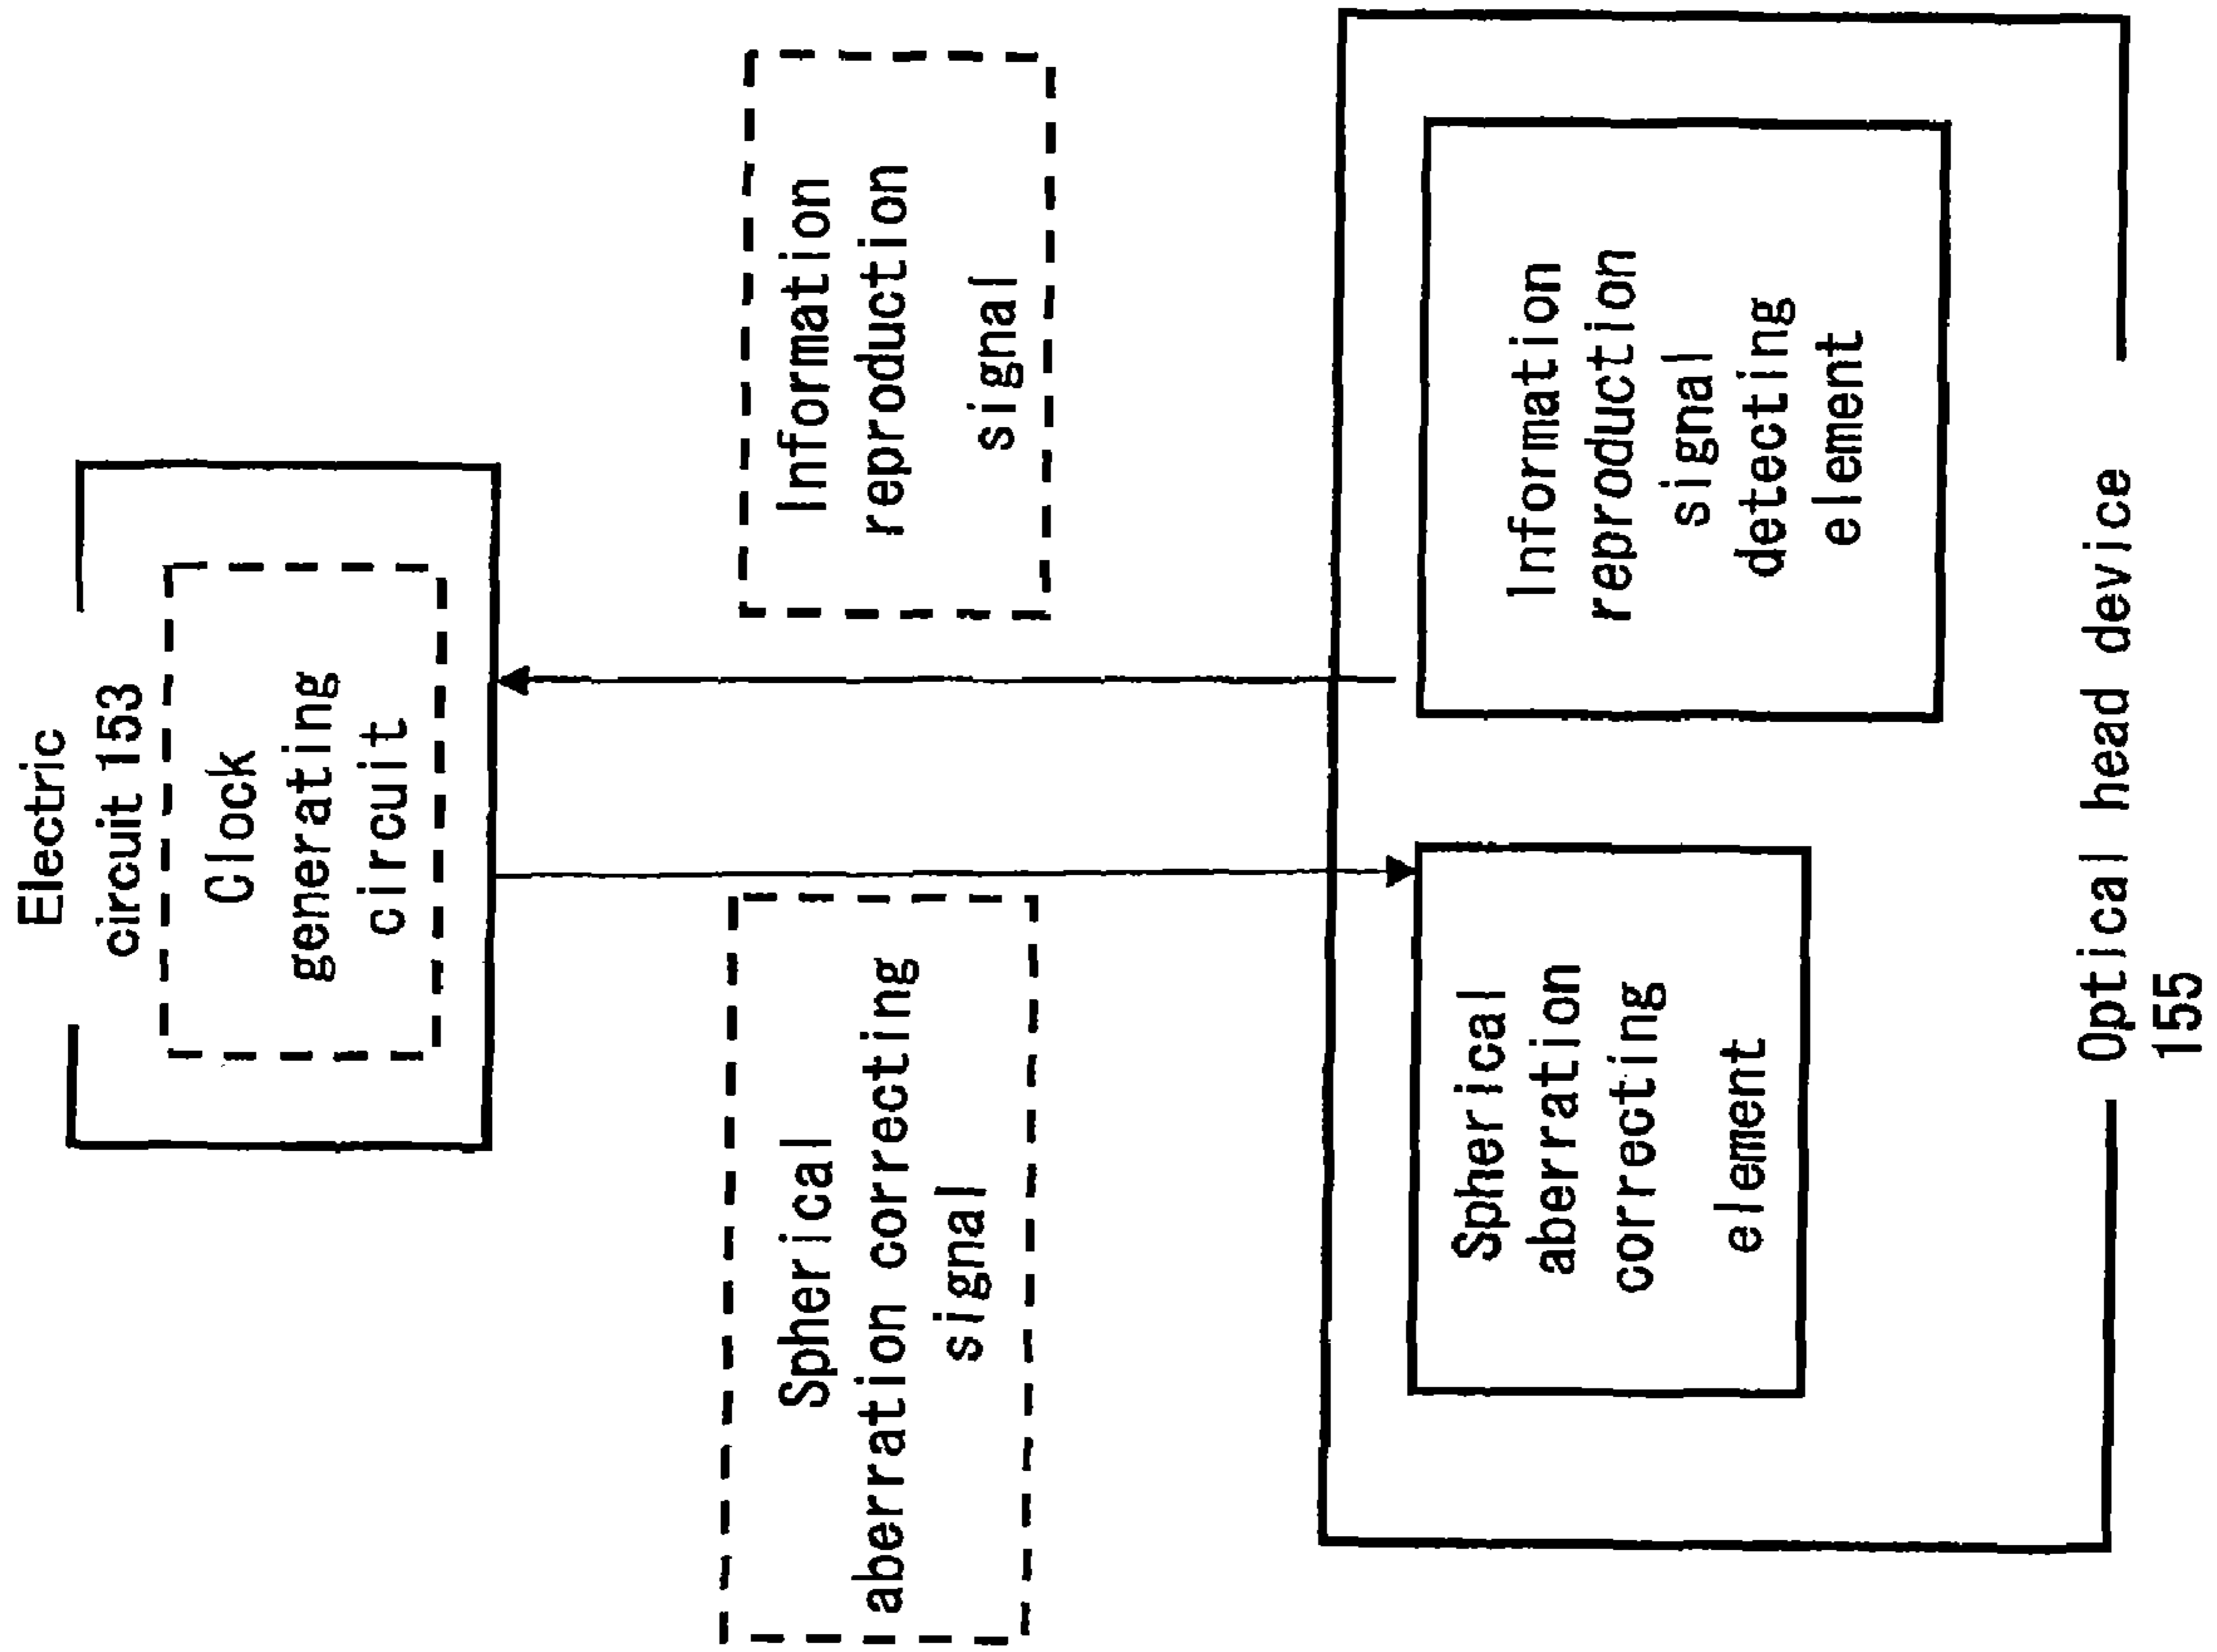 Electric
circuit 153
Clock
generating
circuit
Spherical
aberration correcting
signal
Information
reproduction
signal
Spherical
aberration
correcting
element
Information
reproduction
signal
detecting
element
Optical head device
155